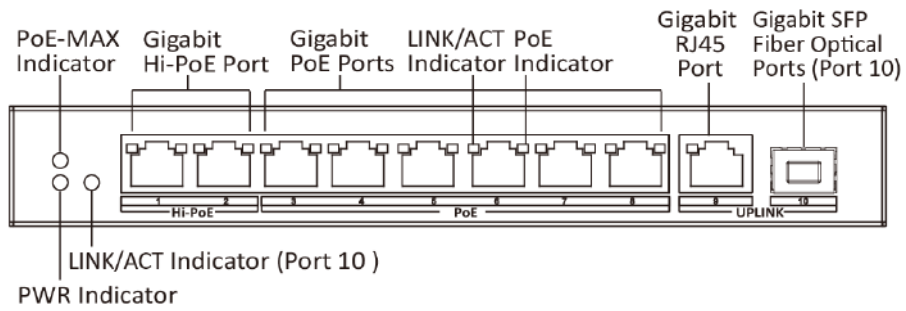 PoE-MAX
Indicator
Gigabit
Hi-PoE Port
Gigabit
PoE Ports
LINK/ACT
Indicator
PoE
Indicator
Gigabit
RJ45
Port
Gigabit SFP
Fiber Optical
Ports (Port 10)
1 2 3 4 5 6 7 8 9 10
Hi-PoE PoE UPLINK
LINK/ACT Indicator (Port 10 )
PWR Indicator